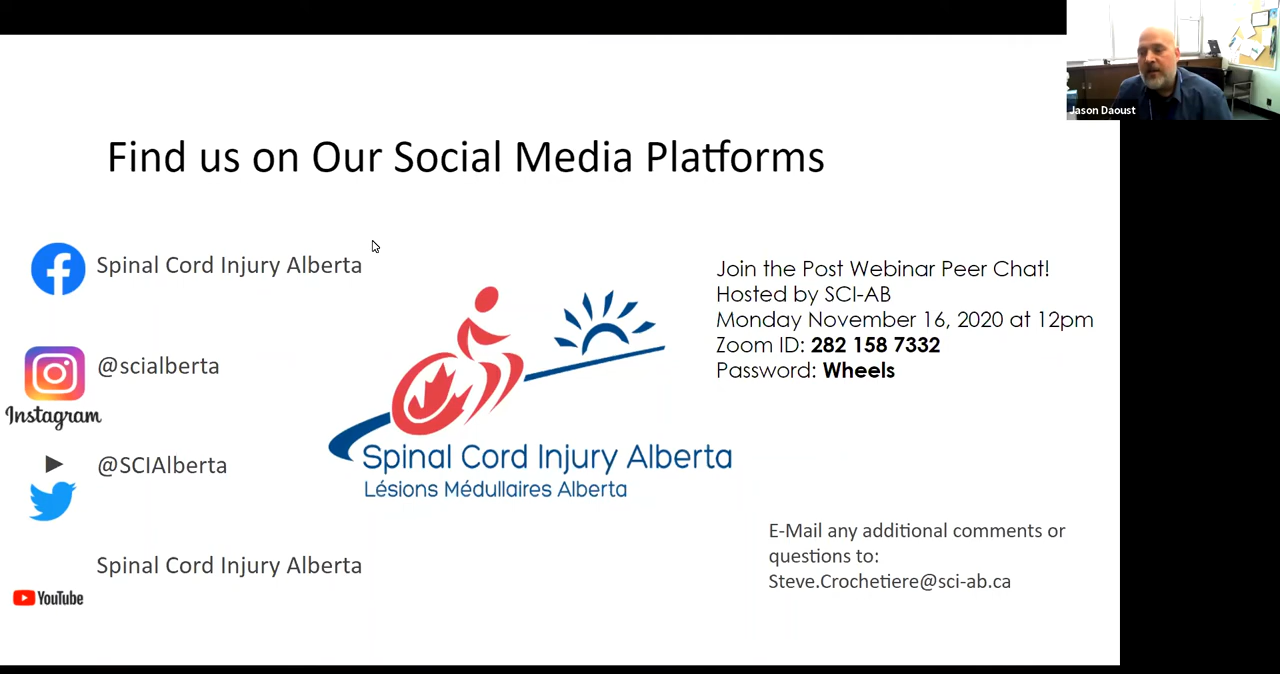 Jason Daoust
Find us on Our Social Media Platforms
Spinal Cord Injury Alberta
@scialberta
Instagram
@SCIAlberta
Spinal Cord Injury Alberta
YouTube
Spinal Cord Injury Alberta
Lésions Médullaires Alberta
Join the Post Webinar Peer Chat!
Hosted by SCI-AB
Monday November 16, 2020 at 12pm
Zoom ID: 282 158 7332
Password: Wheels
E-Mail any additional comments or
questions to:
Steve.Crochetiere@sci-ab.ca